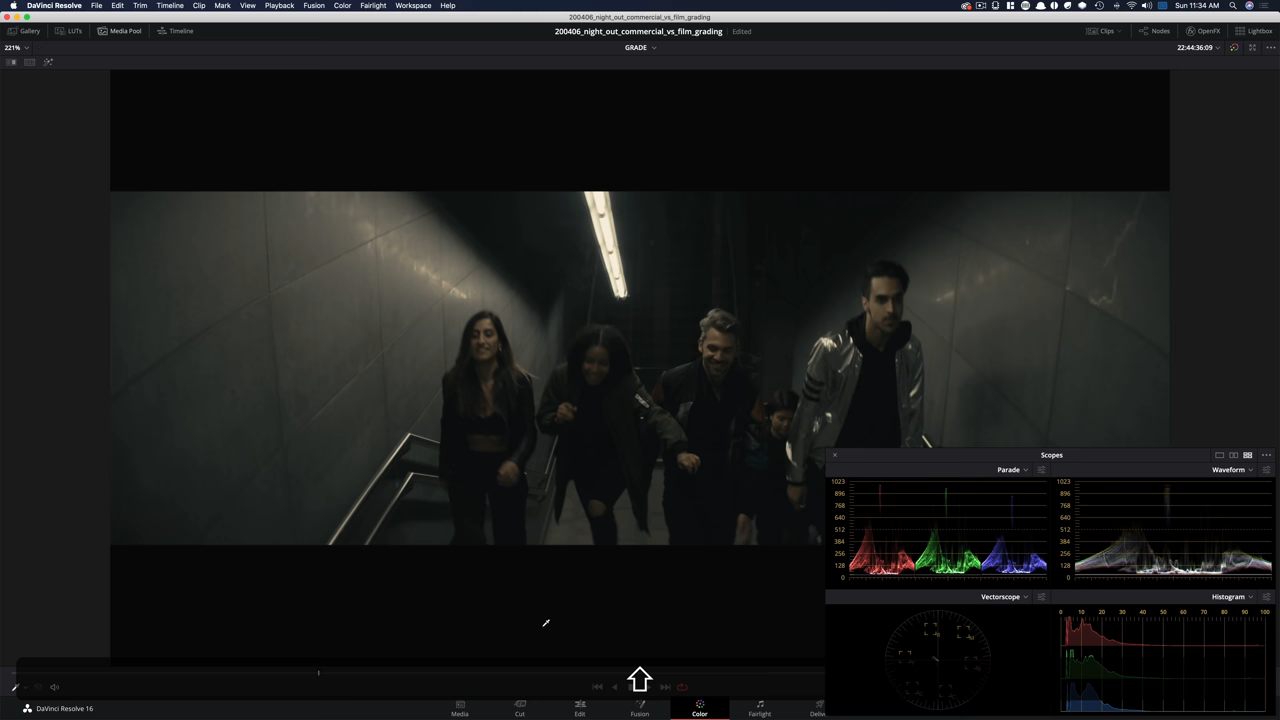 DaVinci Resolve File Edit Trim Timeline Clip Mark View Playback Fusion Color Fairlight Workspace Help
Sun 11:34 AM
200406_night_out_commercial_vs_film_grading
Gallery LUTs Media Pool Timeline
200406_night_out_commercial_vs_film_grading Edited
Clips Nodes OpenFX Lightbox
221%
GRADE
22:44:36:09
Scopes
Parade
Waveform
1023
896
768
640
512
384
256
128
0
1023
896
768
640
512
384
256
128
0
Vectorscope
Histogram
0 10 20 30 40 50 60 70 80 90 100
DaVinci Resolve 16
Media Cut Edit Fusion Color Fairlight